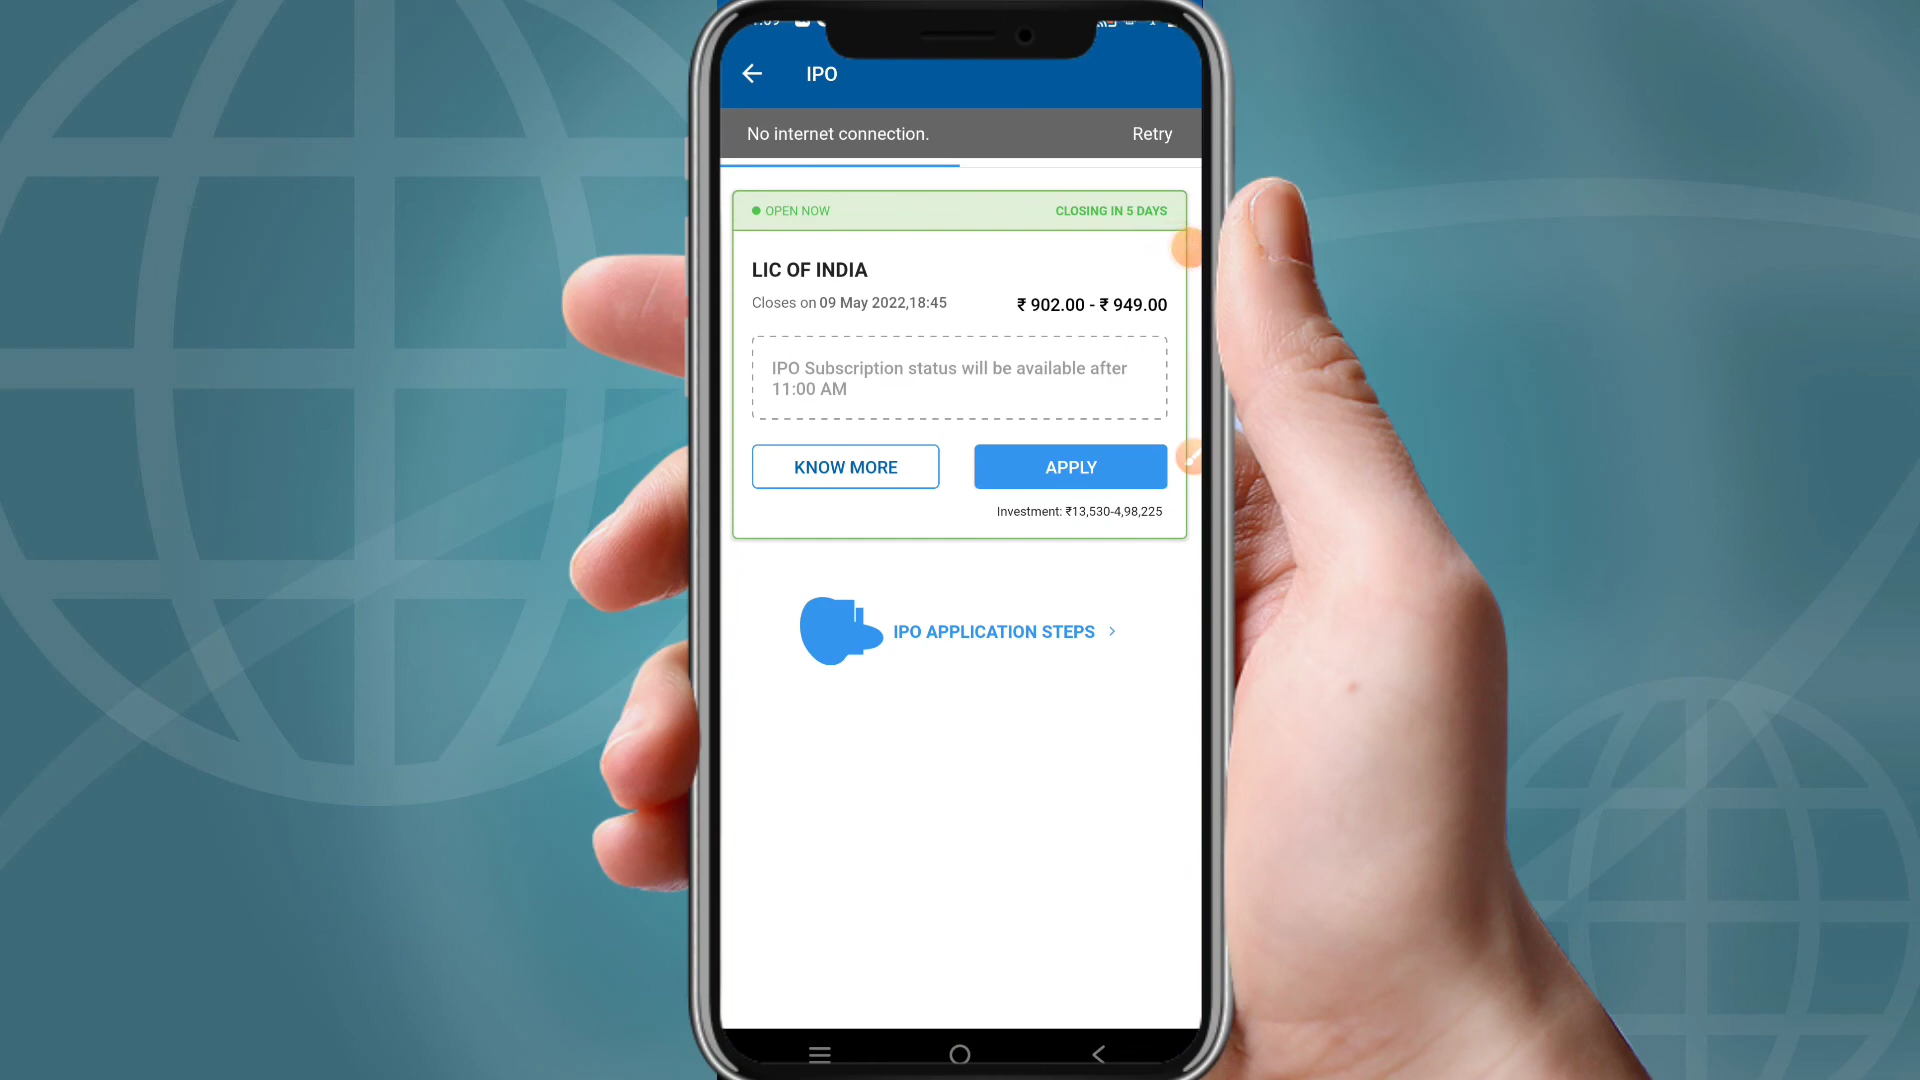 IPO
No internet connection. Retry
OPEN NOW CLOSING IN 5 DAYS
LIC OF INDIA
Closes on 09 May 2022,18:45 ₹ 902.00 - ₹ 949.00
IPO Subscription status will be available after
11:00 AM
KNOW MORE APPLY
Investment: ₹13,530-4,98,225
IPO APPLICATION STEPS